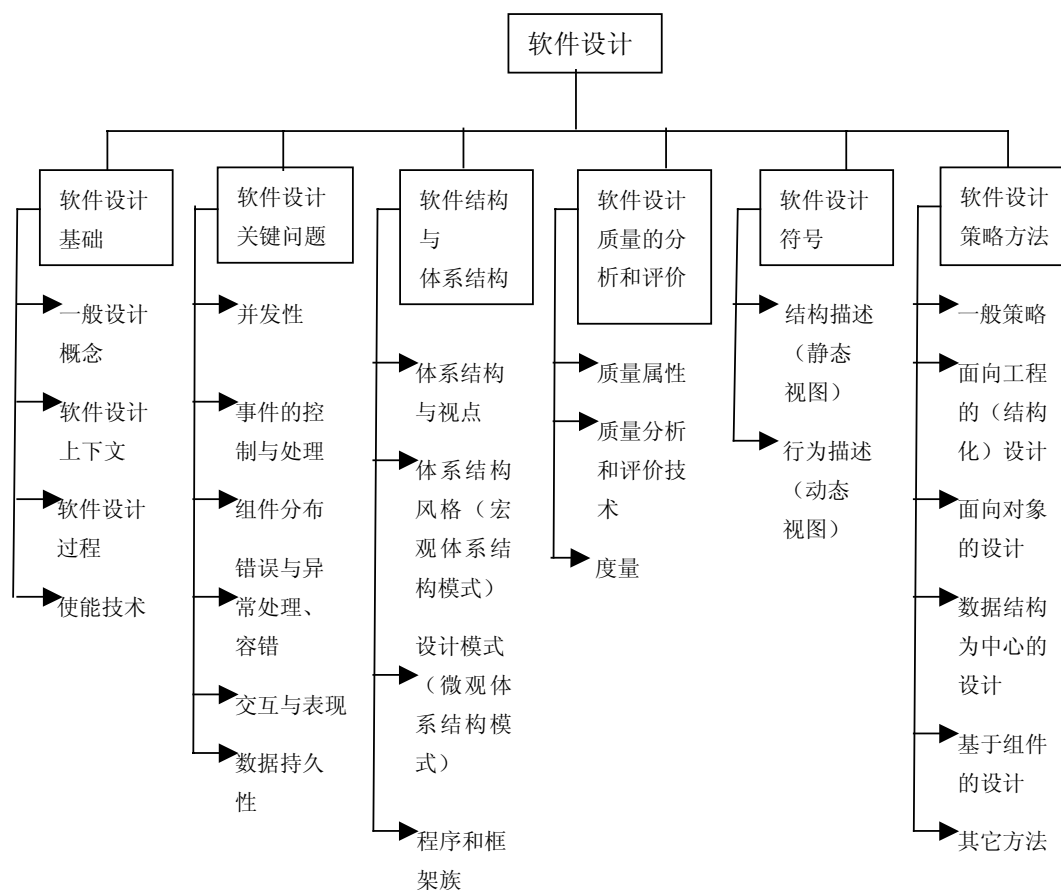 软件设计
软件设计
基础
一般设计
概念
软件设计
上下文
软件设计
过程
使能技术
软件设计
关键问题
并发性
事件的控
制与处理
组件分布
错误与异
常处理、
容错
交互与表现
数据持久
性
软件结构
与
体系结构
体系结构
与视点
体系结构
风格（宏
观体系结
构模式）
设计模式
（微观体
系结构模
式）
程序和框
架族
软件设计
质量的分
析和评价
质量属性
质量分析
和评价技
术
度量
软件设计
符号
结构描述
（静态
视图）
行为描述
（动态
视图）
软件设计
策略方法
一般策略
面向工程
的（结构
化）设计
面向对象
的设计
数据结构
为中心的
设计
基于组件
的设计
其它方法